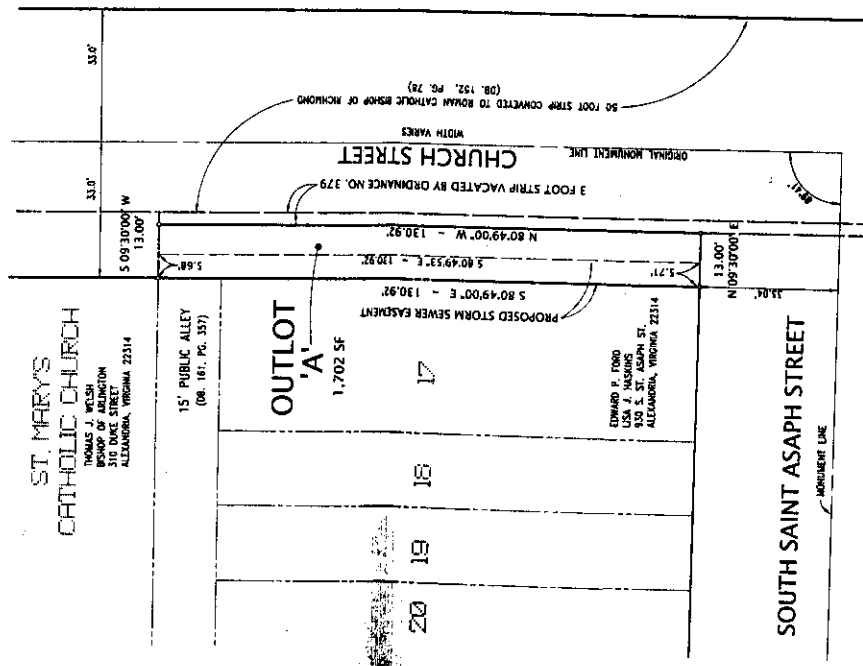 33.0'
33.0'
50 FOOT STRIP CONVEYED TO ROMAN CATHOLIC BISHOP OF RICHMOND
(DB. 152, PG. 78)
WIDTH VARIES
CHURCH STREET
ORIGINAL MONUMENT LINE
3 FOOT STRIP VACATED BY ORDINANCE NO. 379
S 09°30'00" W
13.00'
N 80°49'00" W - 130.92'
5.68'
S 80°49'53" E - 130.92'
5.71'
S 80°49'00" E - 130.92'
PROPOSED STORM SEWER EASEMENT
13.00'
N 09°30'00" E
35.04'
ST. MARY'S
CATHOLIC CHURCH
THOMAS J. WELSH
BISHOP OF ARLINGTON
310 DUKE STREET
ALEXANDRIA, VIRGINIA 22314
15' PUBLIC ALLEY
(DB. 161, PG. 357)
OUTLOT
'A'
1,702 SF
17
EDWARD P. FORD
LISA J. HASKINS
930 S. ST. ASAPH ST.
ALEXANDRIA, VIRGINIA 22314
18
19
20
SOUTH SAINT ASAPH STREET
MONUMENT LINE